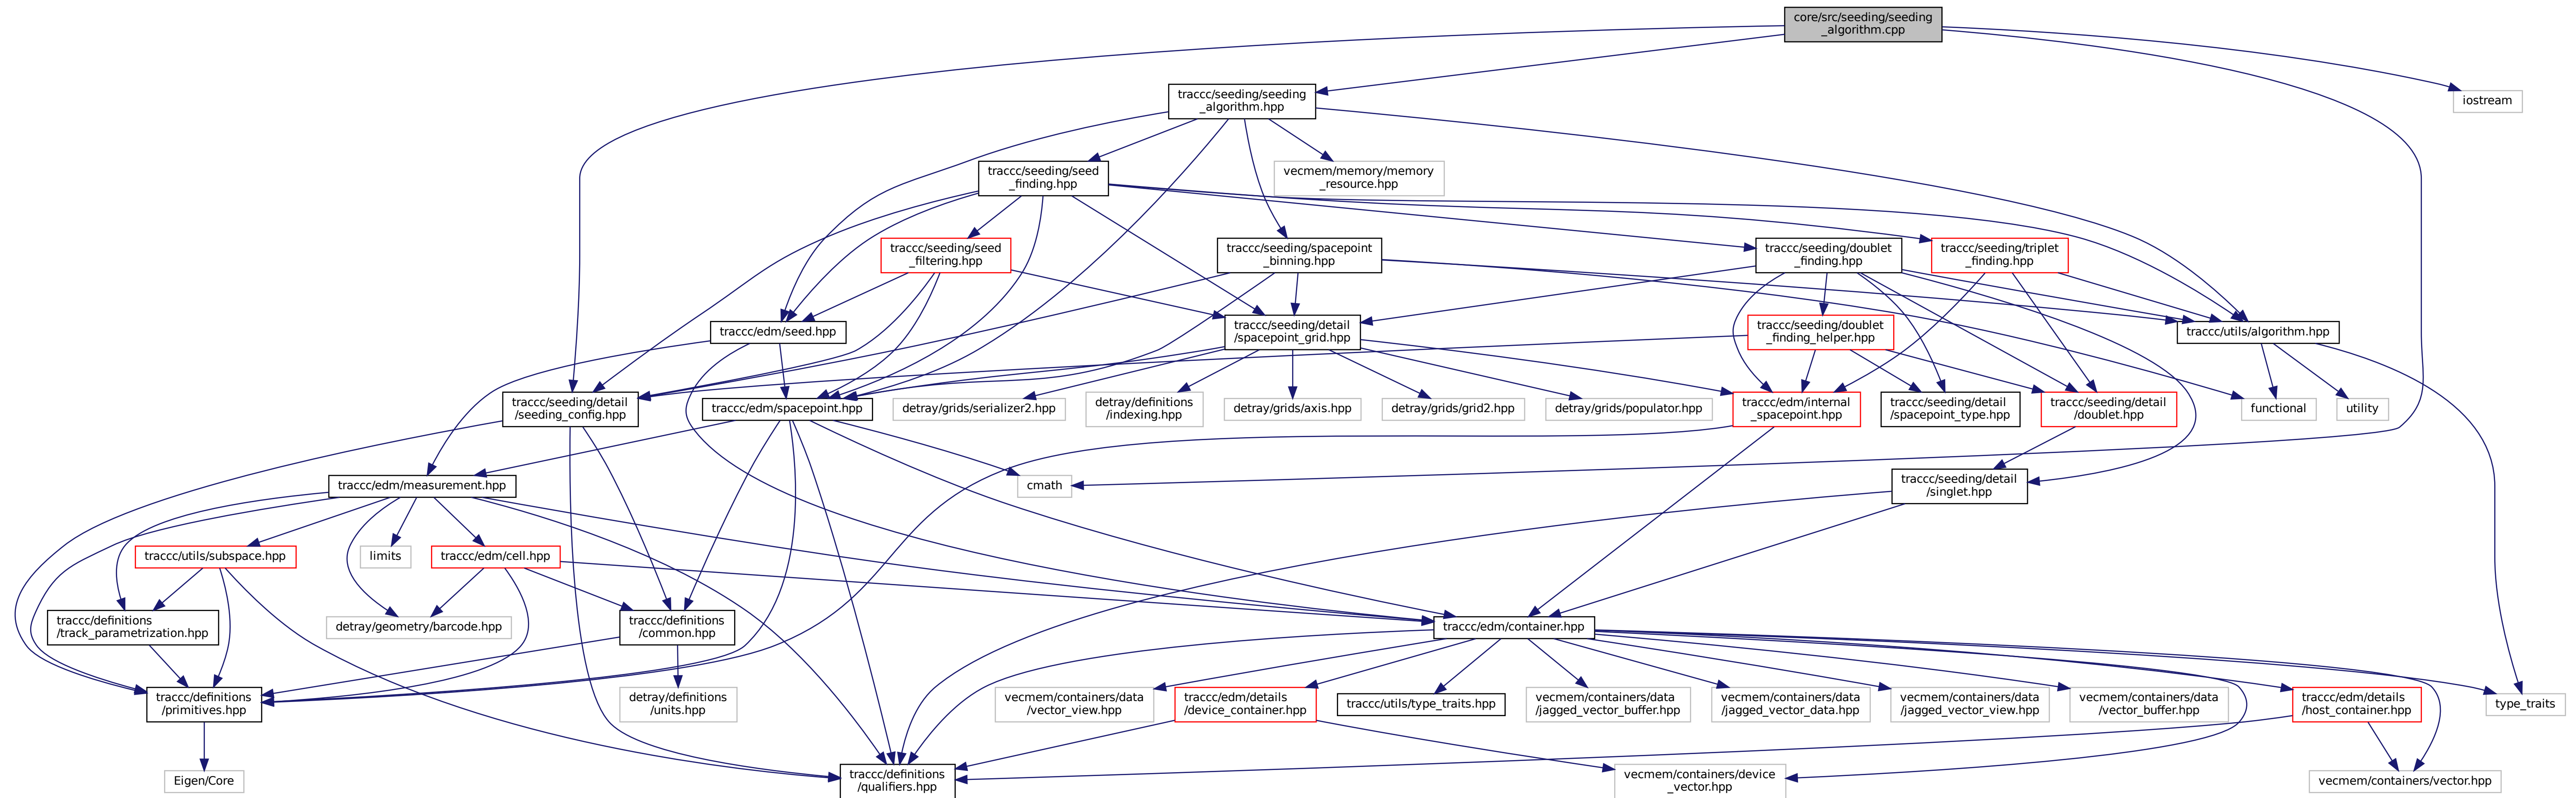 core/src/seeding/seeding
_algorithm.cpp
traccc/seeding/seeding
_algorithm.hpp
iostream
traccc/seeding/seed
_finding.hpp
vecmem/memory/memory
_resource.hpp
traccc/seeding/seed
_filtering.hpp
traccc/seeding/spacepoint
_binning.hpp
traccc/seeding/doublet
_finding.hpp
traccc/seeding/triplet
_finding.hpp
traccc/edm/seed.hpp
traccc/seeding/detail
/spacepoint_grid.hpp
traccc/seeding/doublet
_finding_helper.hpp
traccc/utils/algorithm.hpp
traccc/seeding/detail
/seeding_config.hpp
traccc/edm/spacepoint.hpp
detray/grids/serializer2.hpp
detray/definitions
/indexing.hpp
detray/grids/axis.hpp
detray/grids/grid2.hpp
detray/grids/populator.hpp
traccc/edm/internal
_spacepoint.hpp
traccc/seeding/detail
/spacepoint_type.hpp
traccc/seeding/detail
/doublet.hpp
functional
utility
traccc/edm/measurement.hpp
cmath
traccc/seeding/detail
/singlet.hpp
traccc/utils/subspace.hpp
limits
traccc/edm/cell.hpp
traccc/definitions
/track_parametrization.hpp
detray/geometry/barcode.hpp
traccc/definitions
/common.hpp
traccc/edm/container.hpp
traccc/definitions
/primitives.hpp
detray/definitions
/units.hpp
vecmem/containers/data
/vector_view.hpp
traccc/edm/details
/device_container.hpp
traccc/utils/type_traits.hpp
vecmem/containers/data
/jagged_vector_buffer.hpp
vecmem/containers/data
/jagged_vector_data.hpp
vecmem/containers/data
/jagged_vector_view.hpp
vecmem/containers/data
/vector_buffer.hpp
traccc/edm/details
/host_container.hpp
type_traits
Eigen/Core
traccc/definitions
/qualifiers.hpp
vecmem/containers/device
_vector.hpp
vecmem/containers/vector.hpp